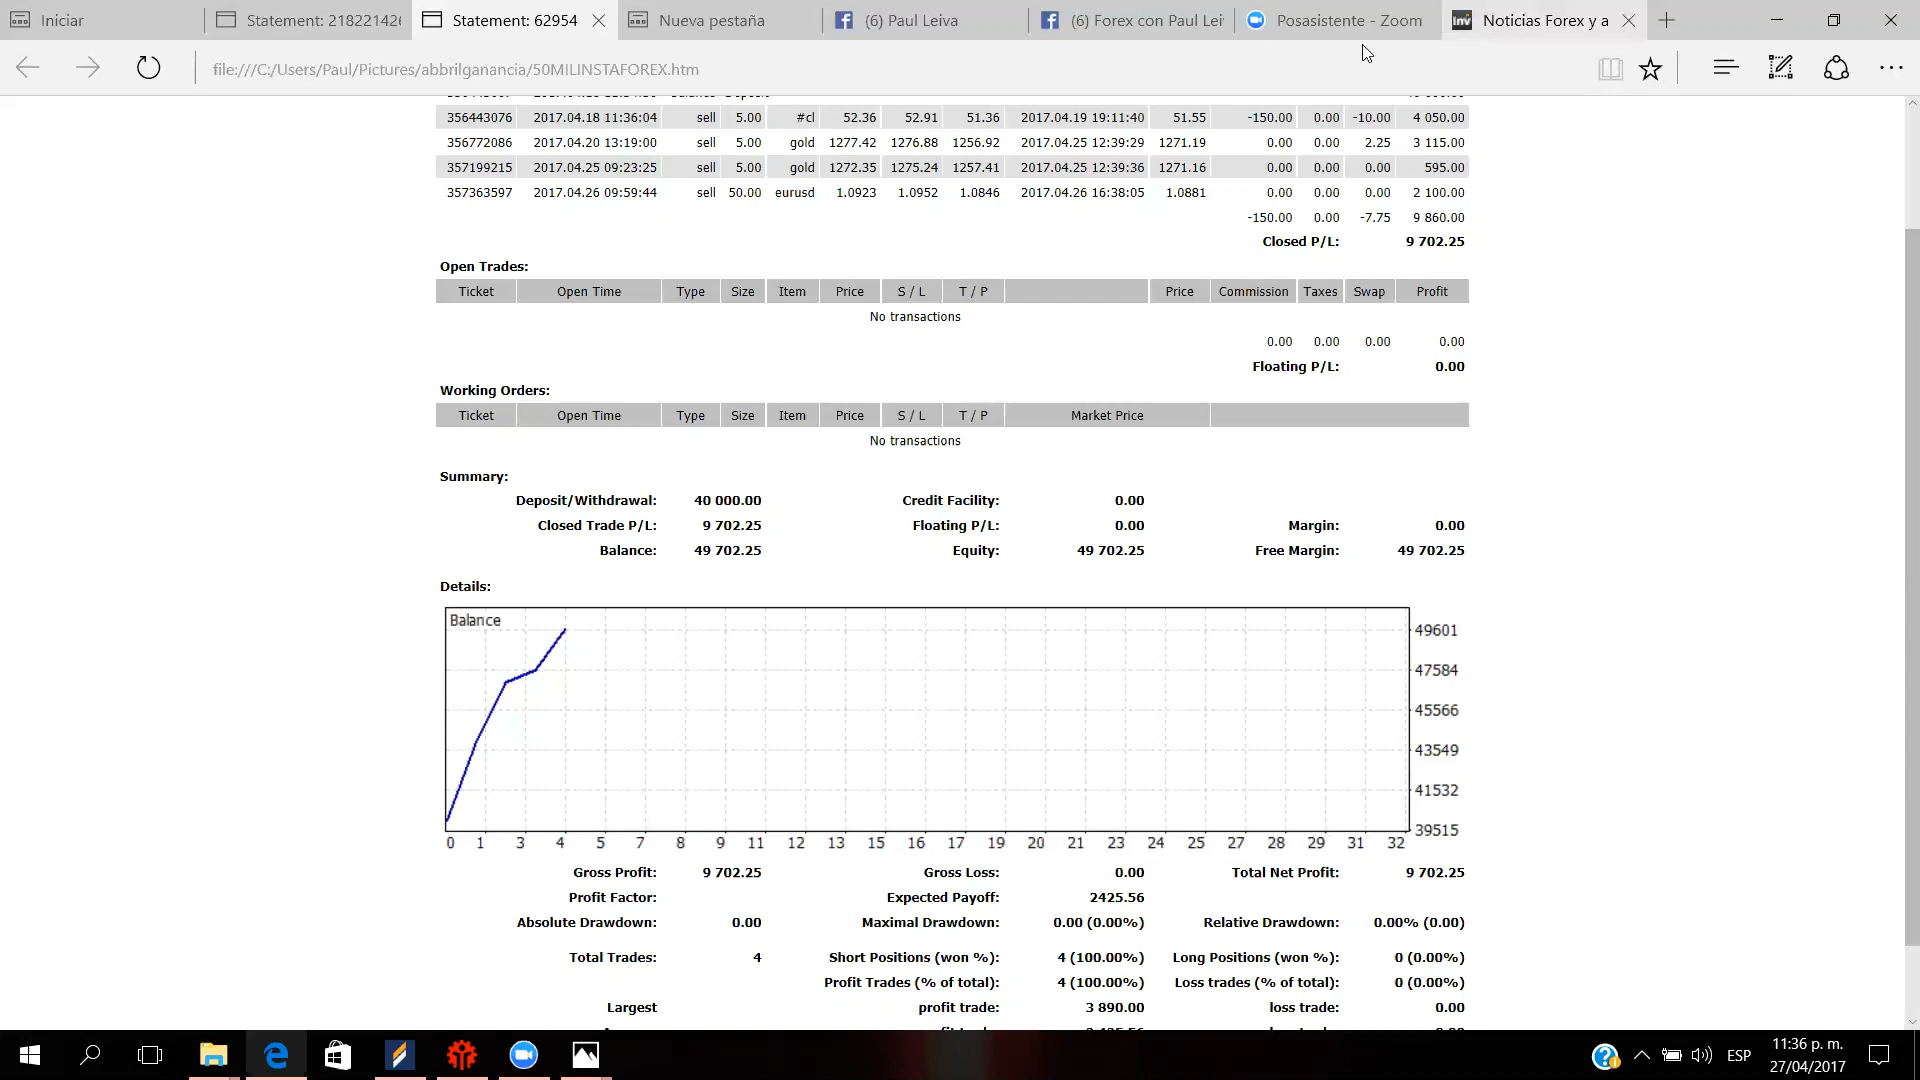 Iniciar
Statement: 218221426
Statement: 62954
Nueva pestaña
(6) Paul Leiva
(6) Forex con Paul Lei
Posasistente - Zoom
Inv Noticias Forex y a
file:///C:/Users/Paul/Pictures/abbrilganancia/50MILINSTAFOREX.htm
356443076 2017.04.18 11:36:04 sell 5.00 #cl 52.36 52.91 51.36 2017.04.19 19:11:40 51.55 -150.00 0.00 -10.00 4 050.00
356772086 2017.04.20 13:19:00 sell 5.00 gold 1277.42 1276.88 1256.92 2017.04.25 12:39:29 1271.19 0.00 0.00 2.25 3 115.00
357199215 2017.04.25 09:23:25 sell 5.00 gold 1272.35 1275.24 1257.41 2017.04.25 12:39:36 1271.16 0.00 0.00 0.00 595.00
357363597 2017.04.26 09:59:44 sell 50.00 eurusd 1.0923 1.0952 1.0846 2017.04.26 16:38:05 1.0881 0.00 0.00 0.00 2 100.00
-150.00 0.00 -7.75 9 860.00
Closed P/L: 9 702.25
Open Trades:
Ticket Open Time Type Size Item Price S / L T / P Price Commission Taxes Swap Profit
No transactions
0.00 0.00 0.00 0.00
Floating P/L: 0.00
Working Orders:
Ticket Open Time Type Size Item Price S / L T / P Market Price
No transactions
Summary:
Deposit/Withdrawal: 40 000.00 Credit Facility: 0.00
Closed Trade P/L: 9 702.25 Floating P/L: 0.00 Margin: 0.00
Balance: 49 702.25 Equity: 49 702.25 Free Margin: 49 702.25
Details:
Balance
49601
47584
45566
43549
41532
39515
0 1 3 4 5 7 8 9 11 12 13 15 16 17 19 20 21 23 24 25 27 28 29 31 32
Gross Profit: 9 702.25 Gross Loss: 0.00 Total Net Profit: 9 702.25
Profit Factor: Expected Payoff: 2425.56
Absolute Drawdown: 0.00 Maximal Drawdown: 0.00 (0.00%) Relative Drawdown: 0.00% (0.00)
Total Trades: 4 Short Positions (won %): 4 (100.00%) Long Positions (won %): 0 (0.00%)
Profit Trades (% of total): 4 (100.00%) Loss trades (% of total): 0 (0.00%)
Largest profit trade: 3 890.00 loss trade: 0.00
ESP
11:36 p. m.
27/04/2017